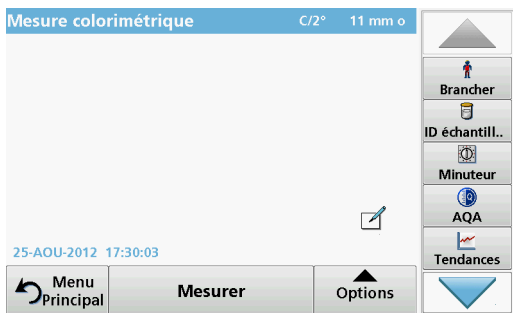 Mesure colorimétrique C/2° 11 mm o
Brancher
ID échantill..
Minuteur
AQA
Tendances
25-AOU-2012 17:30:03
Menu
Principal
Mesurer
Options